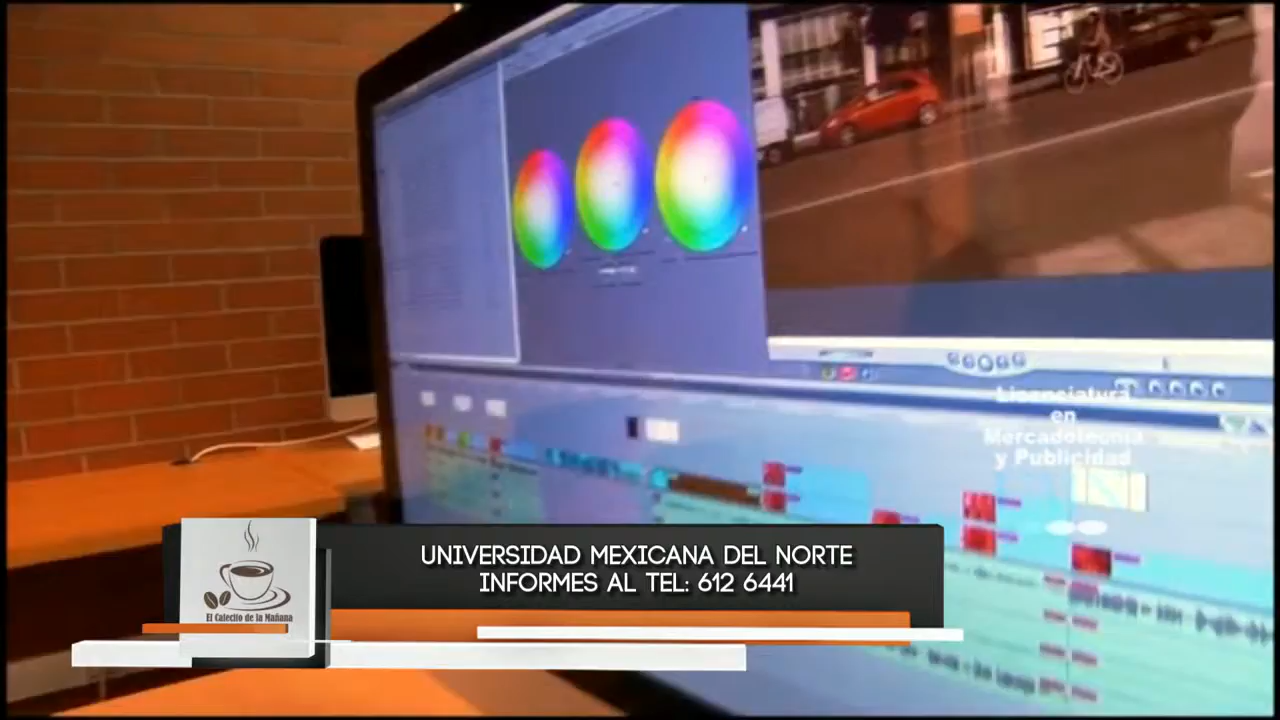 Licenciatura
en
Mercadotecnia
y Publicidad
UNIVERSIDAD MEXICANA DEL NORTE
INFORMES AL TEL: 612 6441
El Cafecito de la Mañana